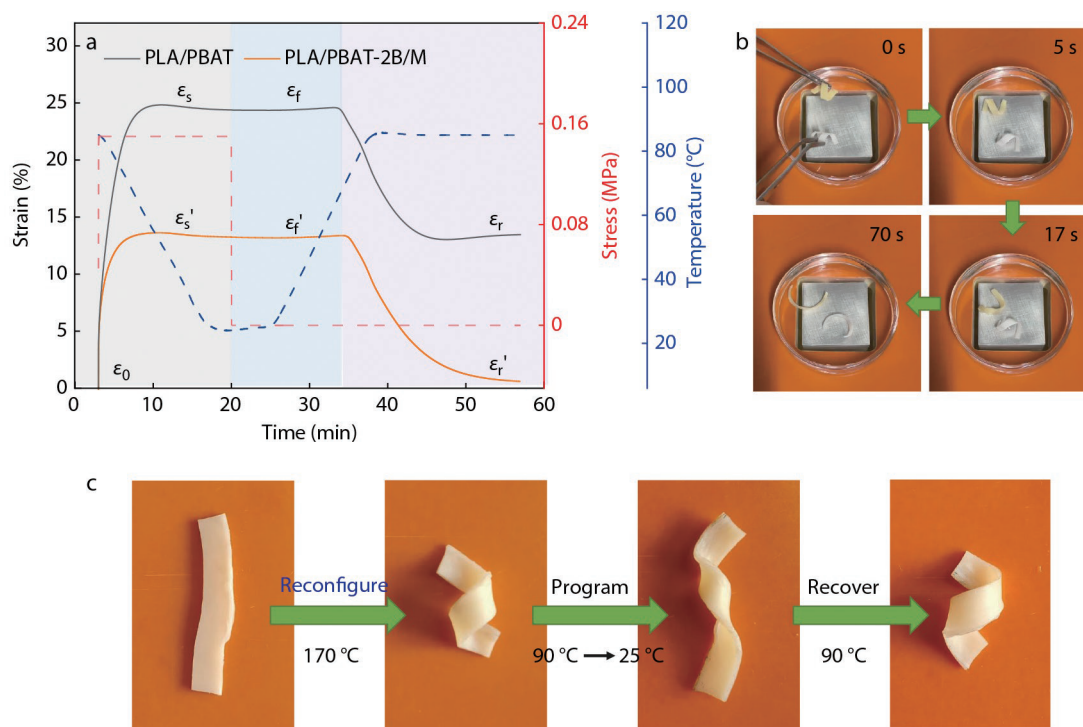 a
PLA/PBAT
PLA/PBAT-2B/M
εs
εf
εs'
εf'
εr
εr'
ε0
30
25
20
15
10
5
0
Strain (%)
0
10
20
30
40
50
60
Time (min)
0.24
0.16
0.08
0
Stress (MPa)
120
100
80
60
40
20
Temperature (°C)
b
0 s
5 s
70 s
17 s
c
Reconfigure
170 °C
Program
90 °C → 25 °C
Recover
90 °C